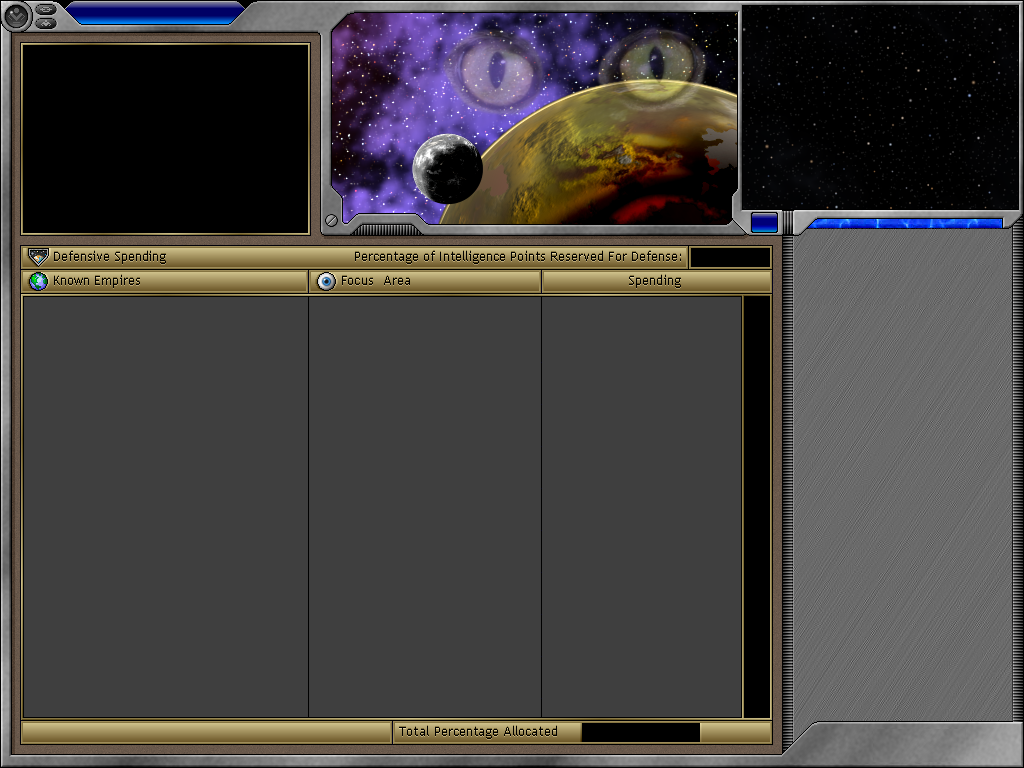 Defensive Spending Percentage of Intelligence Points Reserved For Defense:
Known Empires Focus Area Spending
Total Percentage Allocated